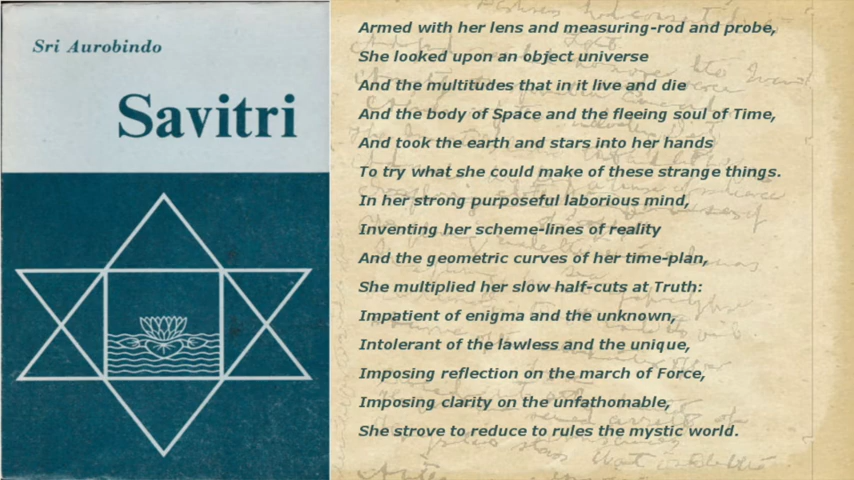 Sri Aurobindo
Savitri
Armed with her lens and measuring-rod and probe,
She looked upon an object universe
And the multitudes that in it live and die
And the body of Space and the fleeing soul of Time,
And took the earth and stars into her hands
To try what she could make of these strange things.
In her strong purposeful laborious mind,
Inventing her scheme-lines of reality
And the geometric curves of her time-plan,
She multiplied her slow half-cuts at Truth:
Impatient of enigma and the unknown,
Intolerant of the lawless and the unique,
Imposing reflection on the march of Force,
Imposing clarity on the unfathomable,
She strove to reduce to rules the mystic world.